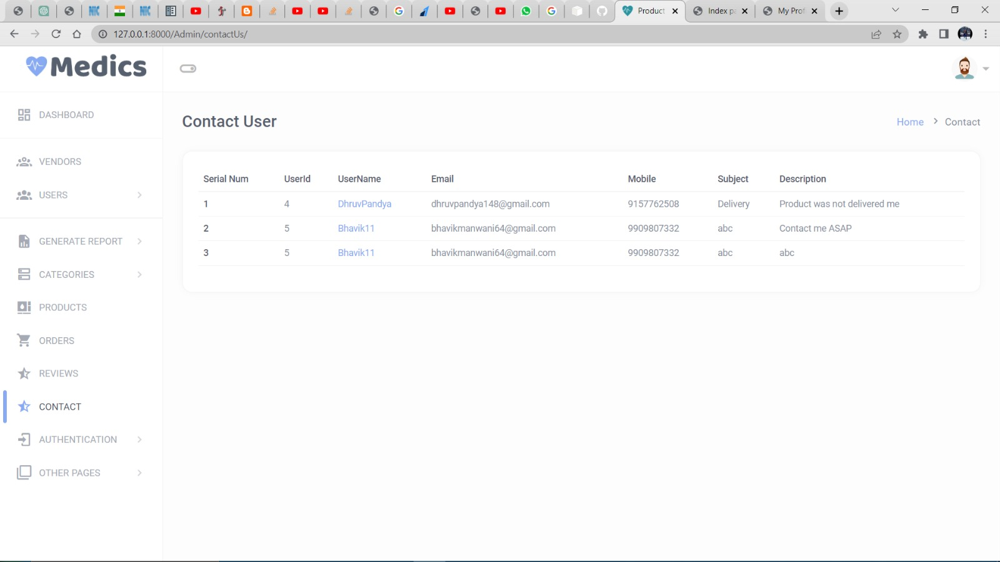 Product
Index pa
My Prof
127.0.0.1:8000/Admin/contactUs/
Medics
DASHBOARD
VENDORS
USERS
GENERATE REPORT
CATEGORIES
PRODUCTS
ORDERS
REVIEWS
CONTACT
AUTHENTICATION
OTHER PAGES
Contact User
Home > Contact
Serial Num UserId UserName Email Mobile Subject Description
1 4 DhruvPandya dhruvpandya148@gmail.com 9157762508 Delivery Product was not delivered me
2 5 Bhavik11 bhavikmanwani64@gmail.com 9909807332 abc Contact me ASAP
3 5 Bhavik11 bhavikmanwani64@gmail.com 9909807332 abc abc